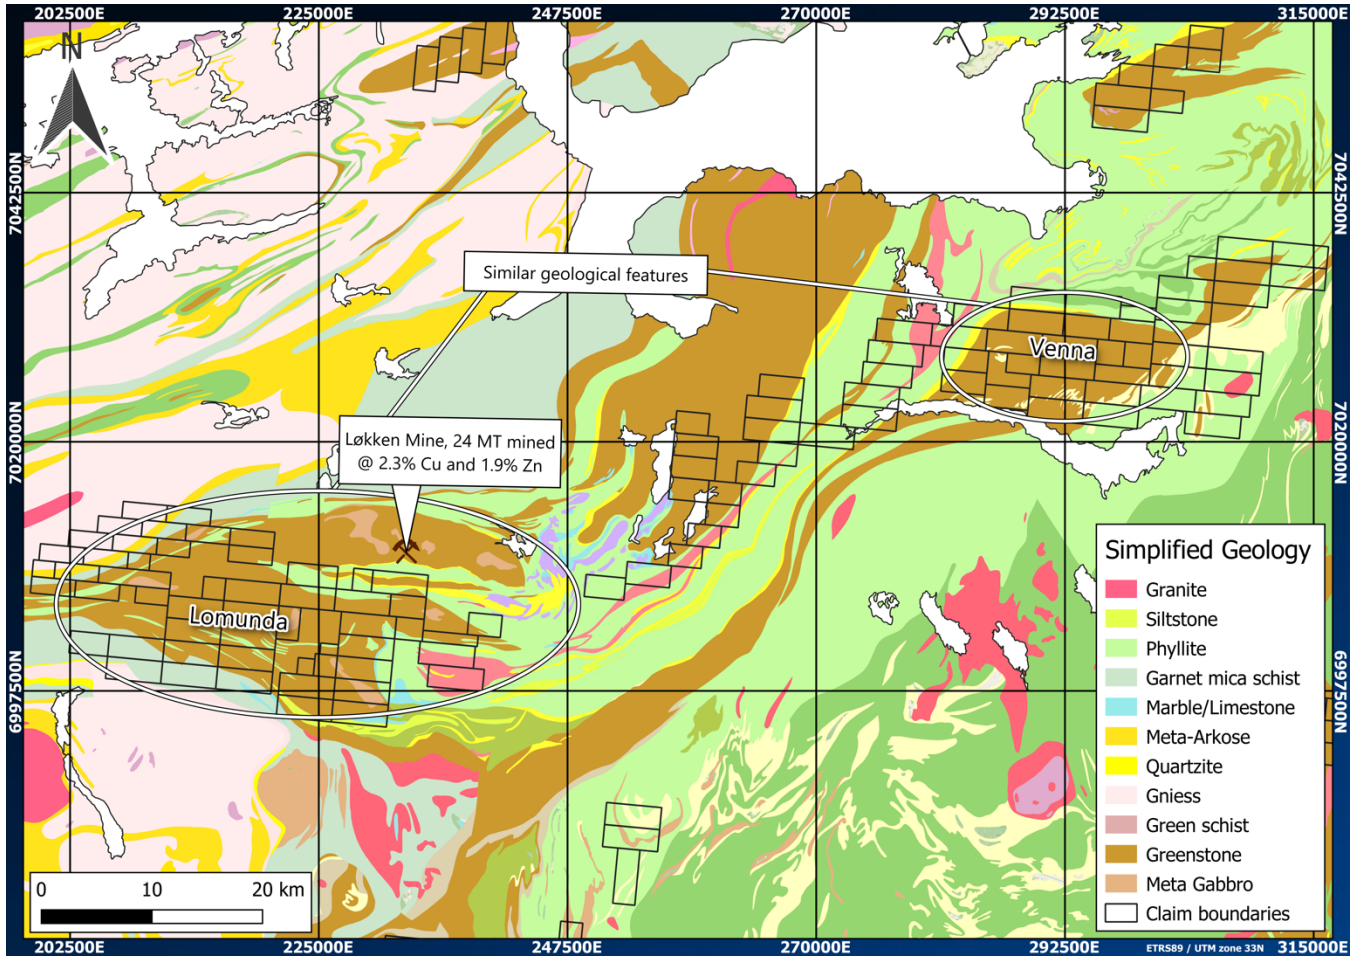 202500E 225000E 247500E 270000E 292500E 315000E
N
7042500N
7042500N
Similar geological features
Venna
7020000N
7020000N
Løkken Mine, 24 MT mined
@ 2.3% Cu and 1.9% Zn
Lomunda
6997500N
6997500N
Simplified Geology
Granite
Siltstone
Phyllite
Garnet mica schist
Marble/Limestone
Meta-Arkose
Quartzite
Gniess
Green schist
Greenstone
Meta Gabbro
Claim boundaries
0 10 20 km
ETRS89 / UTM zone 33N
202500E 225000E 247500E 270000E 292500E 315000E